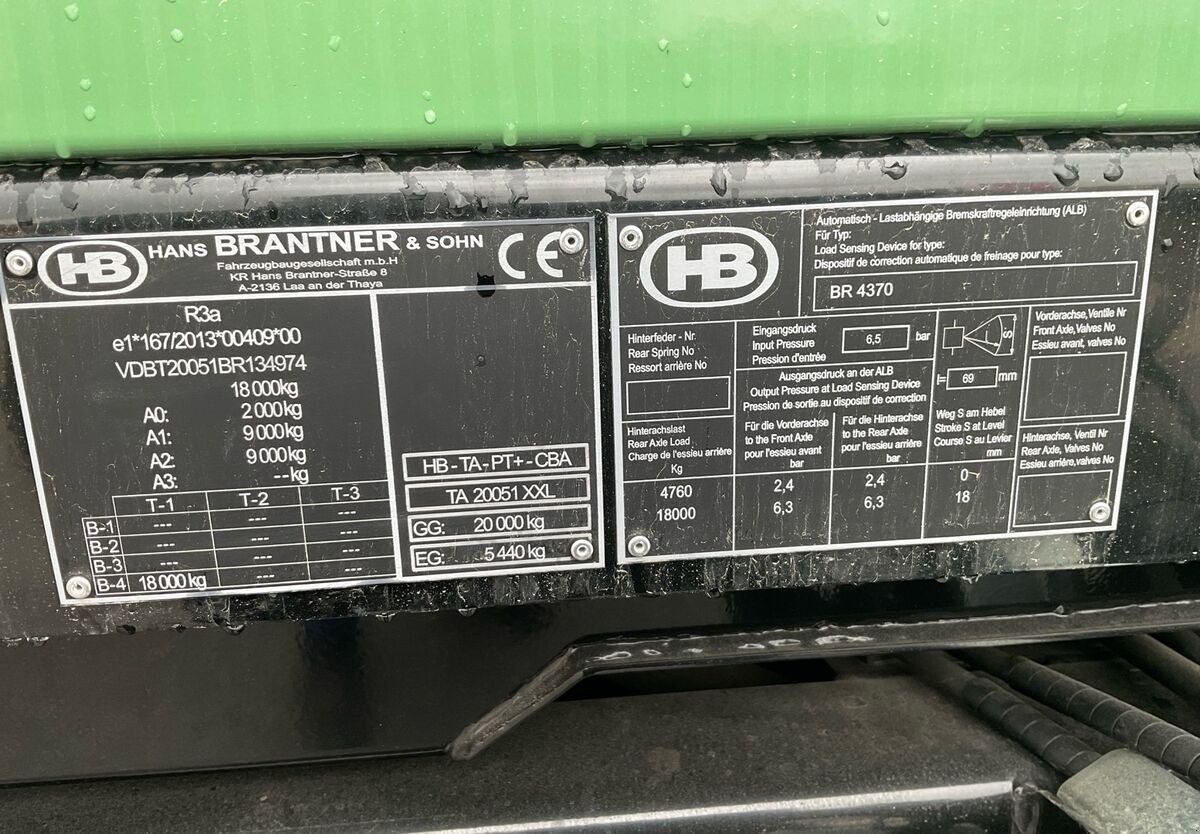 HB HANS BRANTNER & SOHN CE
Fahrzeugbaugesellschaft m.b.H
KR Hans Brantner-Straße 8
A-2136 Laa an der Thaya
R3a
e1*167/2013*00409*00
VDBT20051BR134974
18 000kg
A0: 2 000kg
A1: 9 000kg
A2: 9 000kg
A3: --kg
T-1 T-2 T-3
B-1 --- --- ---
B-2 --- --- ---
B-3 --- --- ---
B-4 18 000 kg --- ---
HB-TA-PT+-CBA
TA 20051 XXL
GG: 20 000 kg
EG: 5 440 kg
HB
Automatisch - Lastabhängige Bremskraftregeleinrichtung (ALB)
Für Typ:
Load Sensing Device for type:
Dispositif de correction automatique de freinage pour type:
BR 4370
Hinterfeder - Nr.
Rear Spring No
Ressort arrière No
Eingangsdruck
Input Pressure
Pression d'entrée
6,5 bar
Ausgangsdruck an der ALB
Output Pressure at Load Sensing Device
Pression de sortie au dispositif de correction
S
l= 69 mm
Vorderachse, Ventile Nr
Front Axle,Valves No
Essieu avant, valves No
Hinterachslast
Rear Axle Load
Charge de l'essieu arrière
Kg
Für die Vorderachse
to the Front Axle
pour l'essieu avant
bar
Für die Hinterachse
to the Rear Axle
pour l'essieu arrière
bar
Weg S am Hebel
Stroke S at Level
Course S au Levier
mm
Hinterachse, Ventil Nr
Rear Axle, Valves No
Essieu arrière,valves No
4760 2,4 2,4 0
18000 6,3 6,3 18